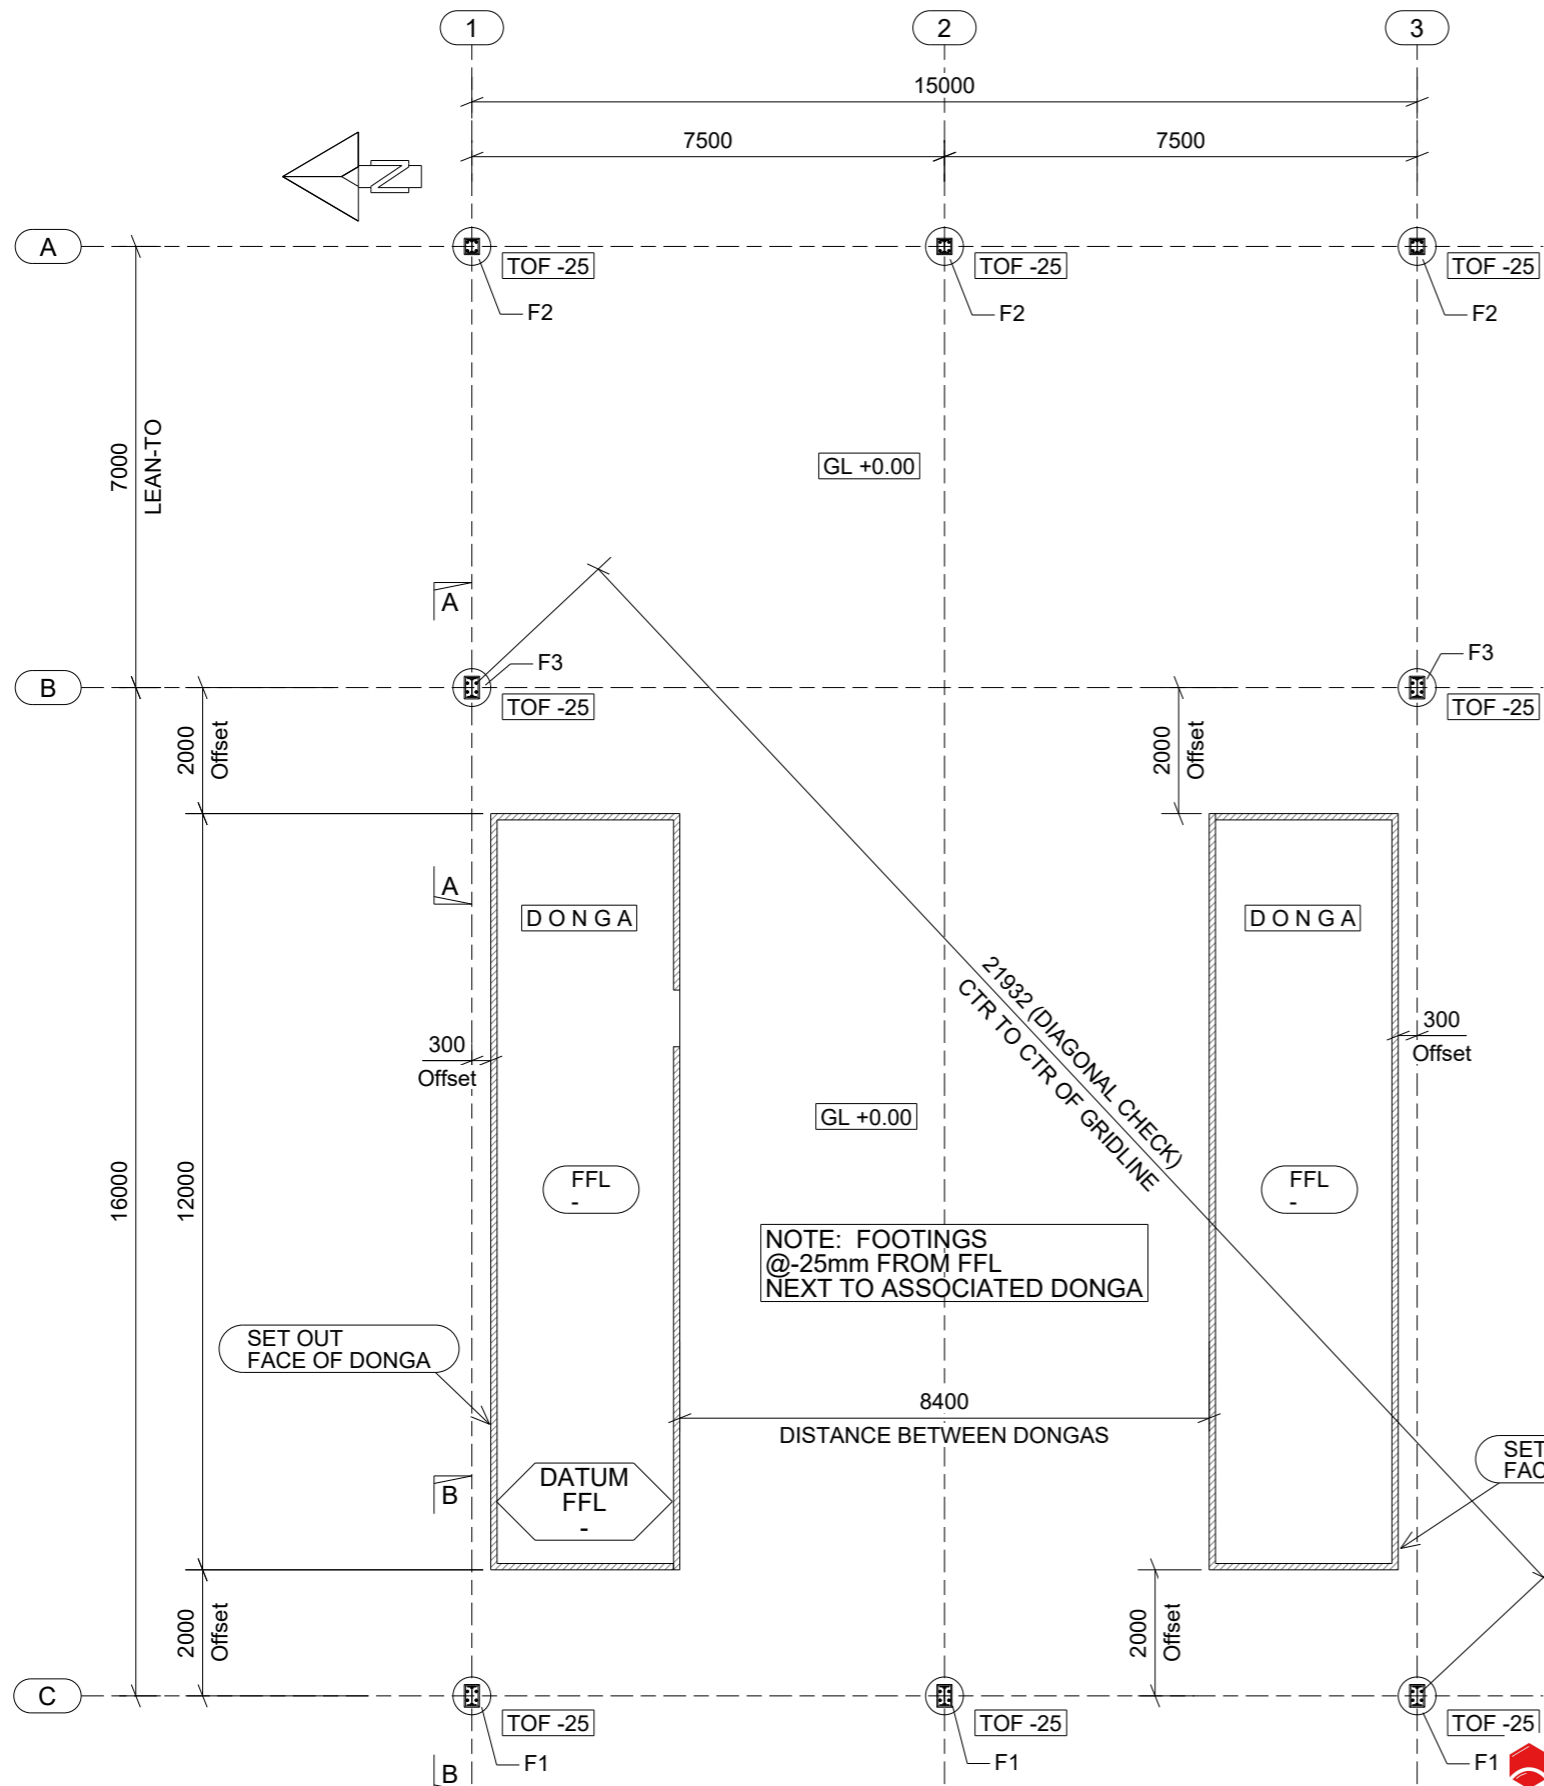 1
2
3
15000
7500
7500
A
TOF -25
TOF -25
TOF -25
F2
F2
F2
7000
LEAN-TO
GL +0.00
A
B
F3
F3
TOF -25
TOF -25
2000
Offset
2000
Offset
A
DONGA
DONGA
21932 (DIAGONAL CHECK)
CTR TO CTR OF GRIDLINE
300
Offset
300
Offset
GL +0.00
16000
12000
FFL
-
FFL
-
NOTE: FOOTINGS
@-25mm FROM FFL
NEXT TO ASSOCIATED DONGA
SET OUT
FACE OF DONGA
8400
DISTANCE BETWEEN DONGAS
SET
FAC
B
DATUM
FFL
-
2000
Offset
2000
Offset
C
TOF -25
TOF -25
TOF -25
F1
F1
F1
B